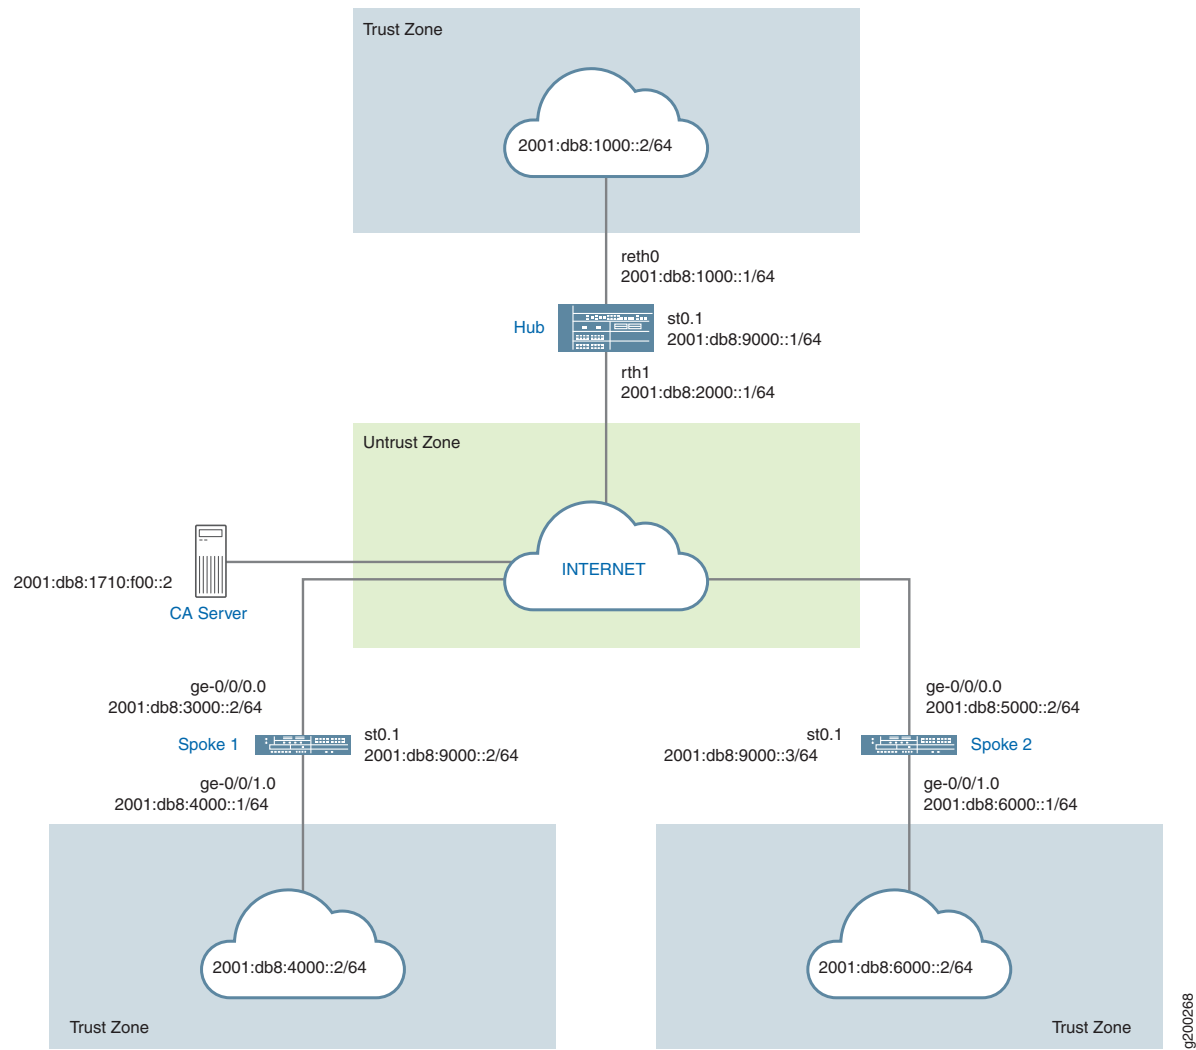 Trust Zone
2001:db8:1000::2/64
reth0
2001:db8:1000::1/64
Hub
st0.1
2001:db8:9000::1/64
rth1
2001:db8:2000::1/64
Untrust Zone
INTERNET
2001:db8:1710:f00::2
CA Server
ge-0/0/0.0
2001:db8:3000::2/64
ge-0/0/0.0
2001:db8:5000::2/64
Spoke 1
st0.1
2001:db8:9000::2/64
st0.1
2001:db8:9000::3/64
Spoke 2
ge-0/0/1.0
2001:db8:4000::1/64
ge-0/0/1.0
2001:db8:6000::1/64
2001:db8:4000::2/64
2001:db8:6000::2/64
Trust Zone
Trust Zone
g200268